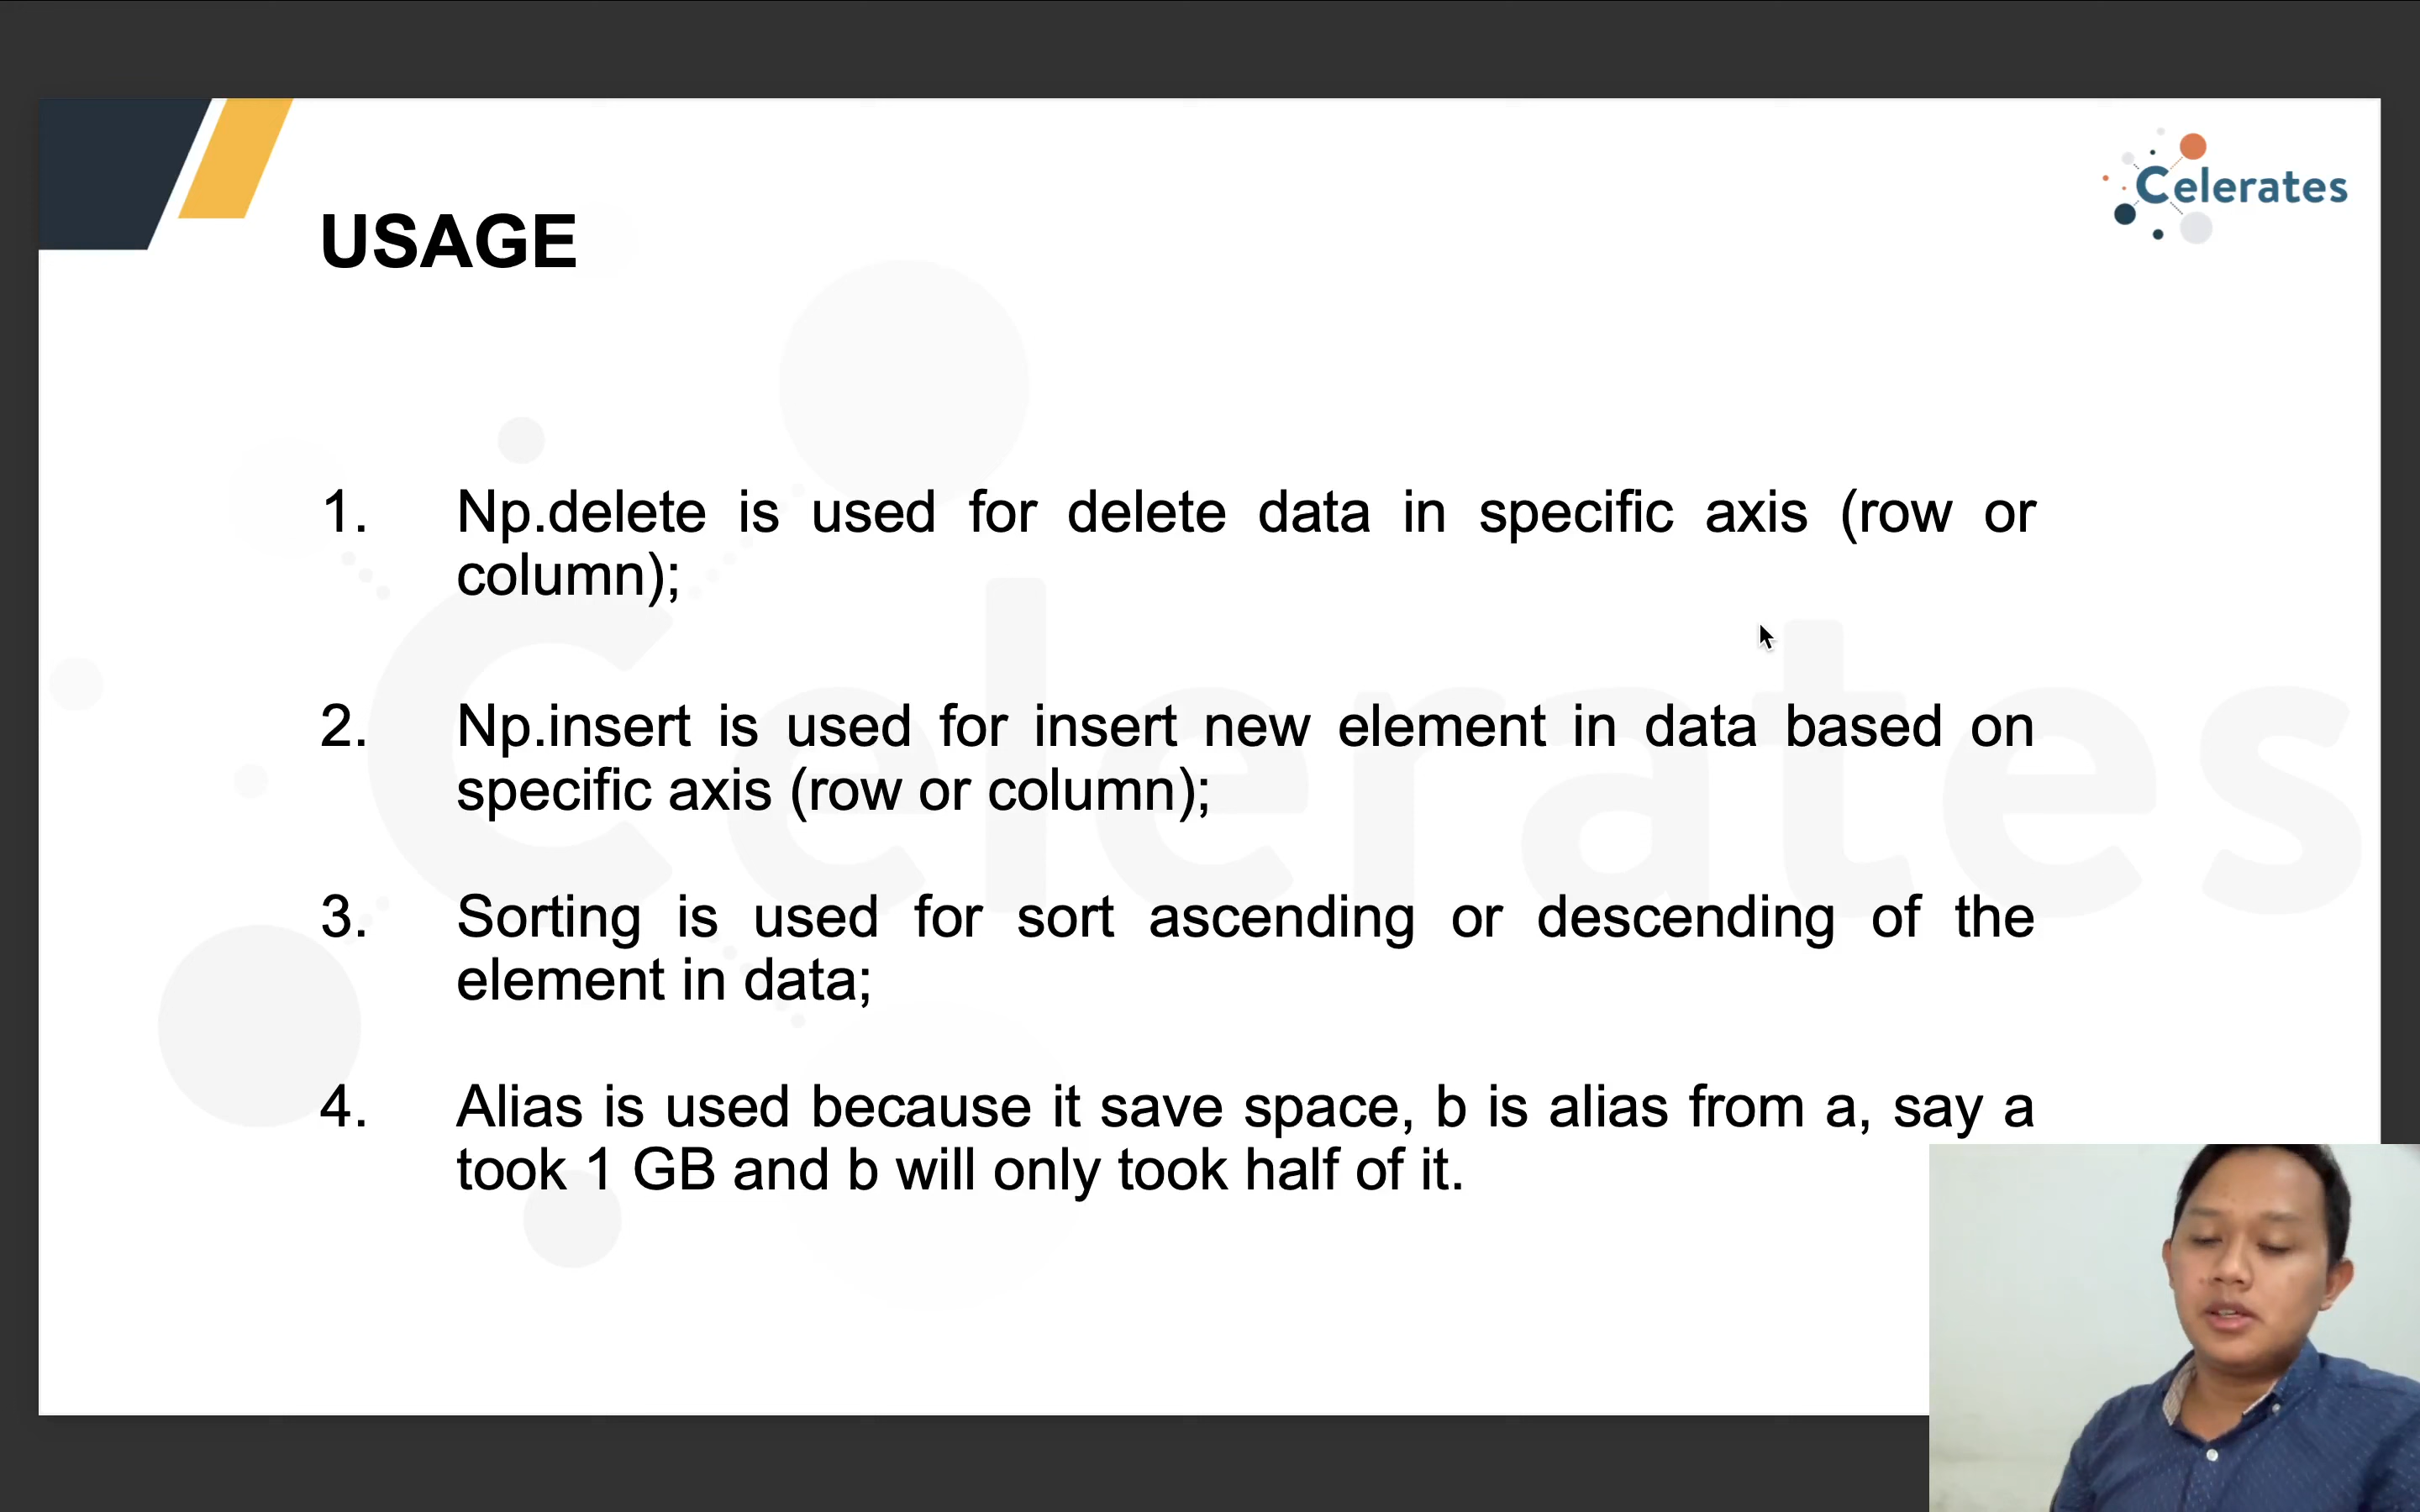 Celerates
USAGE
1. Np.delete is used for delete data in specific axis (row or
column);
2. Np.insert is used for insert new element in data based on
specific axis (row or column);
3. Sorting is used for sort ascending or descending of the
element in data;
4. Alias is used because it save space, b is alias from a, say a
took 1 GB and b will only took half of it.
Celerates